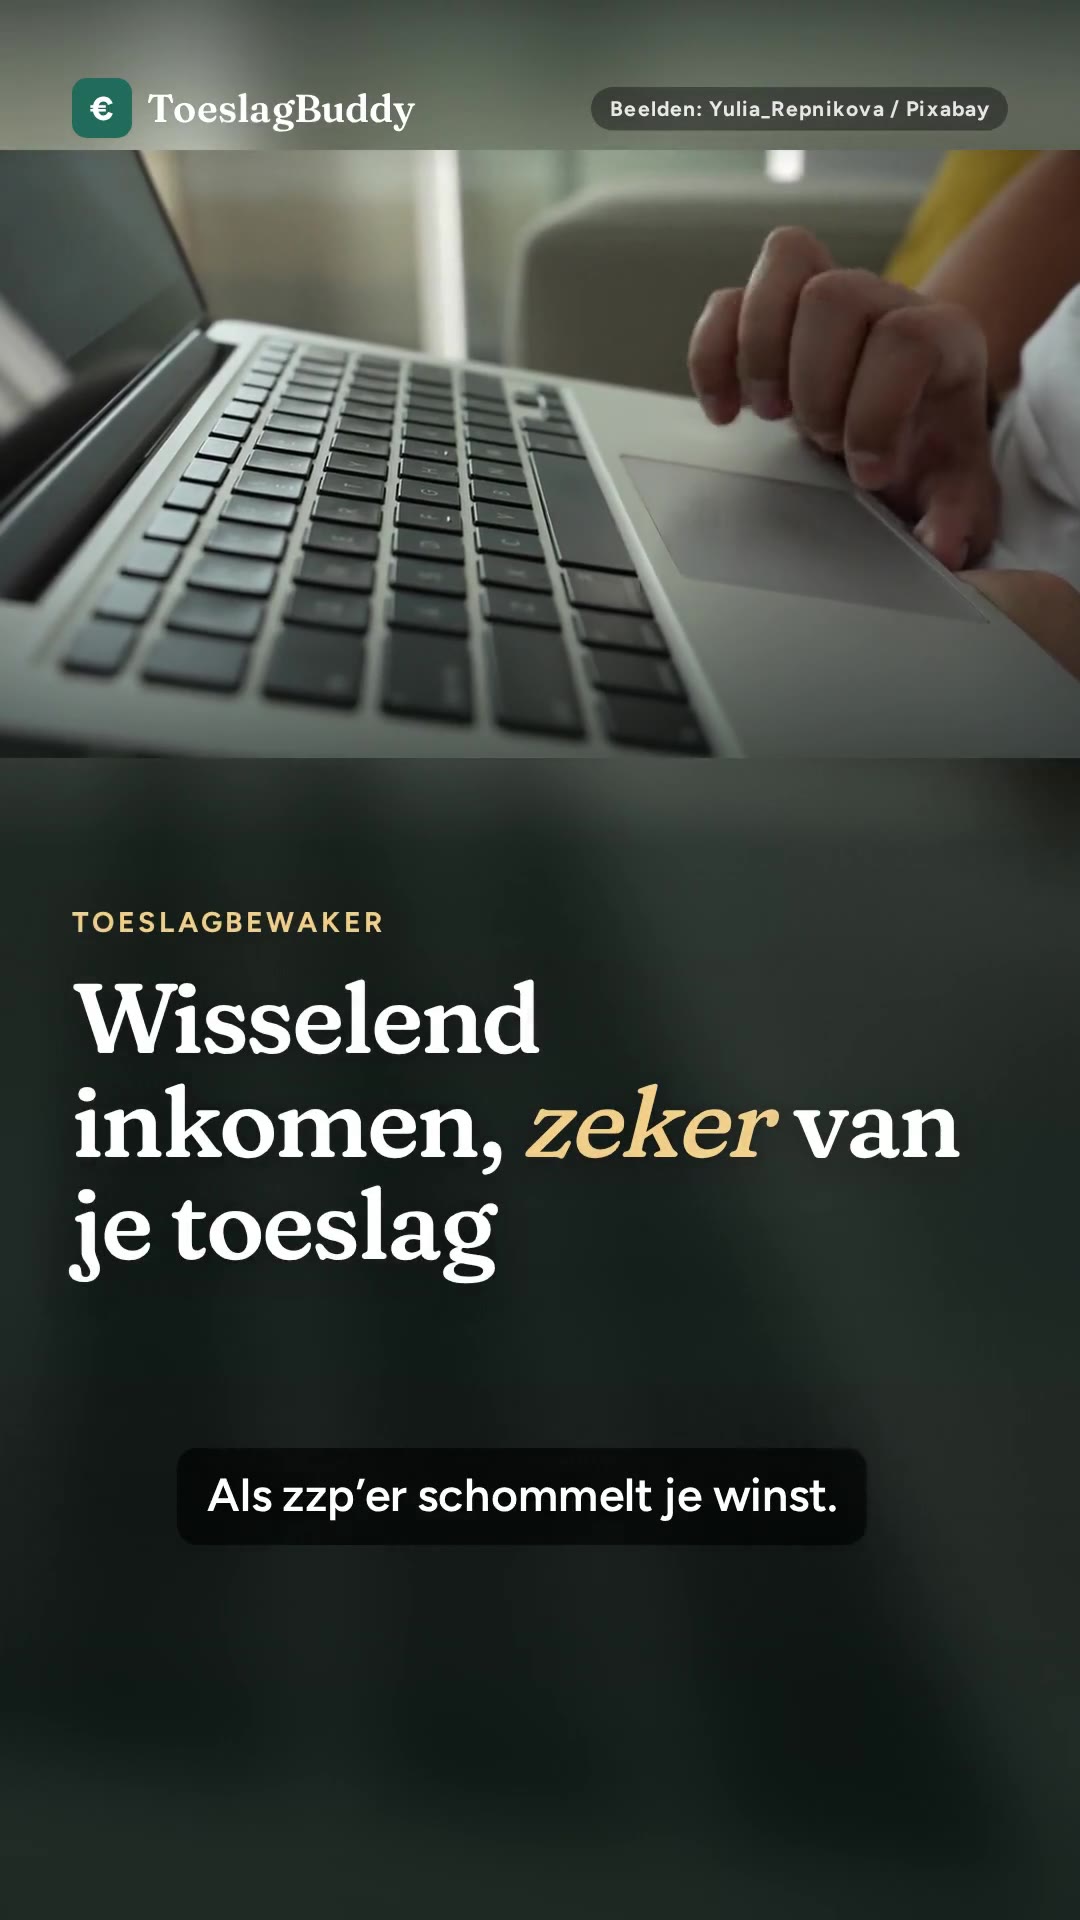 € ToeslagBuddy
Beelden: Yulia_Repnikova / Pixabay
TOESLAGBEWAKER
Wisselend
inkomen, zeker van
je toeslag
Als zzp’er schommelt je winst.